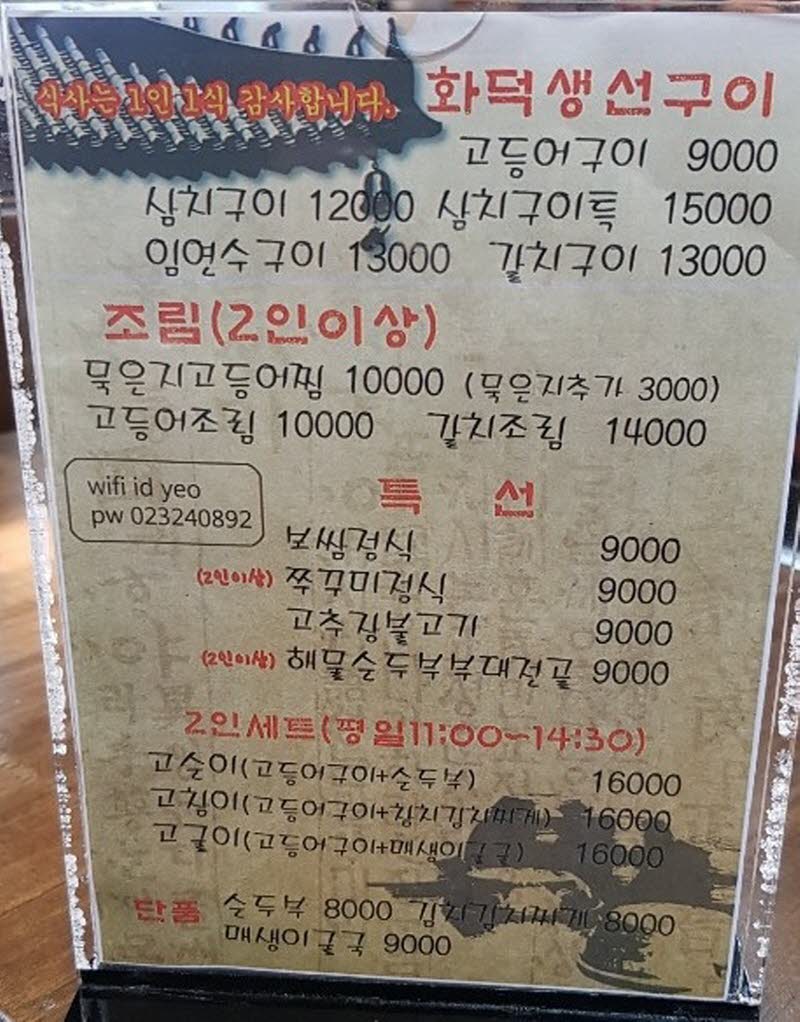 식사는 1인 1식 감사합니다.
화덕생선구이
고등어구이 9000
삼치구이 12000 삼치구이특 15000
임연수구이 13000 갈치구이 13000
조림(2인이상)
묵은지고등어찜 10000 (묵은지추가 3000)
고등어조림 10000 갈치조림 14000
wifi id yeo
pw 023240892
특 선
보쌈정식 9000
(2인이상) 쭈꾸미정식 9000
고추장불고기 9000
(2인이상) 해물순두부부대전골 9000
2인세트(평일11:00~14:30)
고순이(고등어구이+순두부) 16000
고침이(고등어구이+참치김치찌게) 16000
고굴이(고등어구이+매생이굴국) 16000
단품 순두부 8000 김치김치찌게 8000
매생이굴국 9000